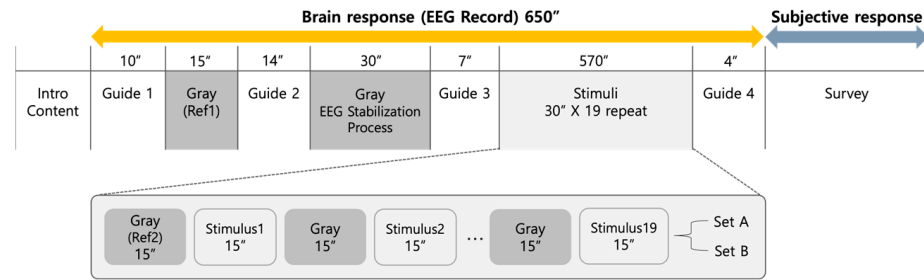 Brain response (EEG Record) 650”
Subjective response
10” 15” 14” 30” 7” 570” 4”
Intro
Content
Guide 1
Gray
(Ref1)
Guide 2
Gray
EEG Stabilization
Process
Guide 3
Stimuli
30” X 19 repeat
Guide 4
Survey
Gray
(Ref2)
15”
Stimulus1
15”
Gray
15”
Stimulus2
15”
...
Gray
15”
Stimulus19
15”
Set A
Set B